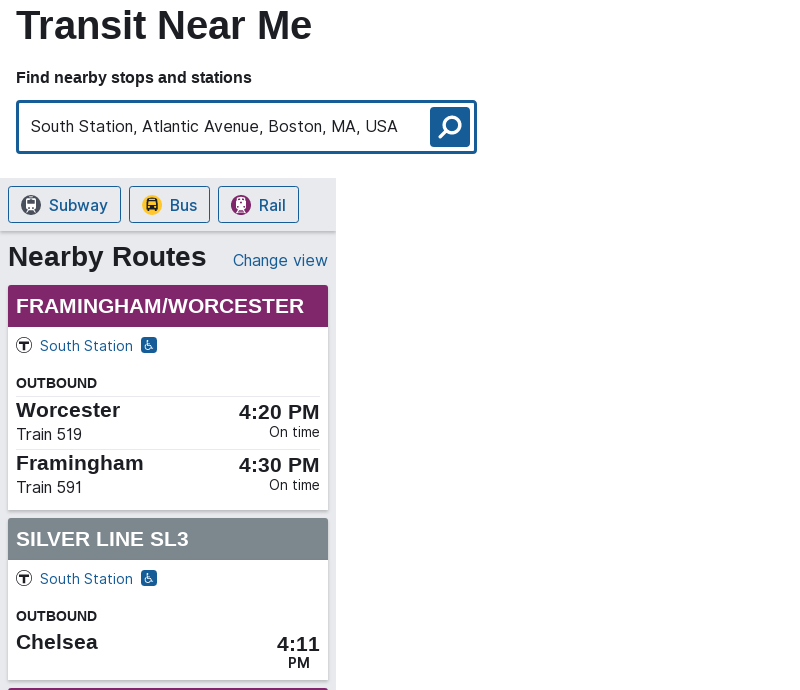 Transit Near Me
Find nearby stops and stations
South Station, Atlantic Avenue, Boston, MA, USA
Subway Bus Rail
Nearby Routes Change view
FRAMINGHAM/WORCESTER
T South Station
OUTBOUND
Worcester 4:20 PM
Train 519 On time
Framingham 4:30 PM
Train 591 On time
SILVER LINE SL3
T South Station
OUTBOUND
Chelsea 4:11
PM